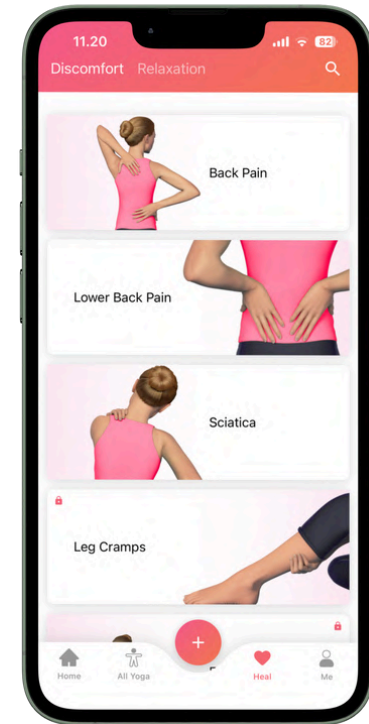 11.20
82
Discomfort Relaxation
Back Pain
Lower Back Pain
Sciatica
Leg Cramps
+
Home
All Yoga
Heal
Me